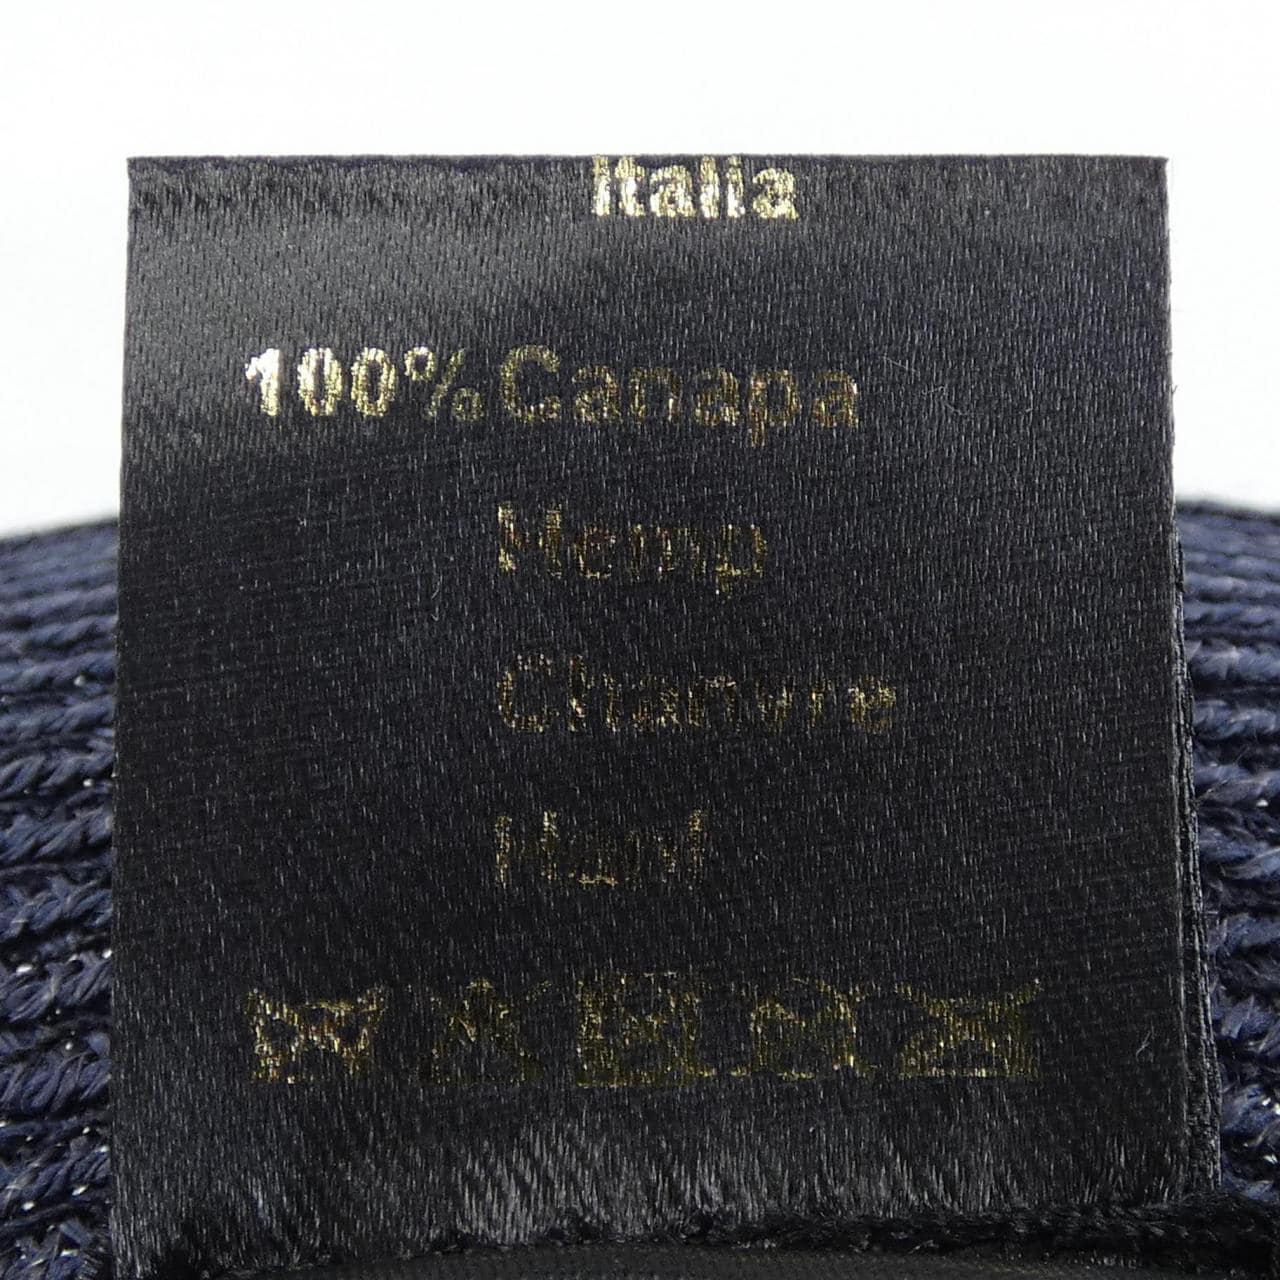 Italia
100% Canapa
Hemp
Chanvre
Hanf